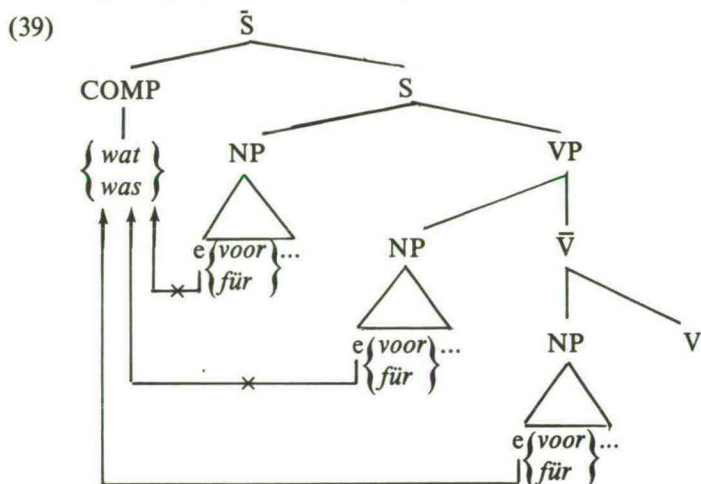 (39) S̄
COMP S
{ wat NP VP
was }
e { voor } ... NP V̄
für
e { voor } ... NP V
für
e { voor } ...
für